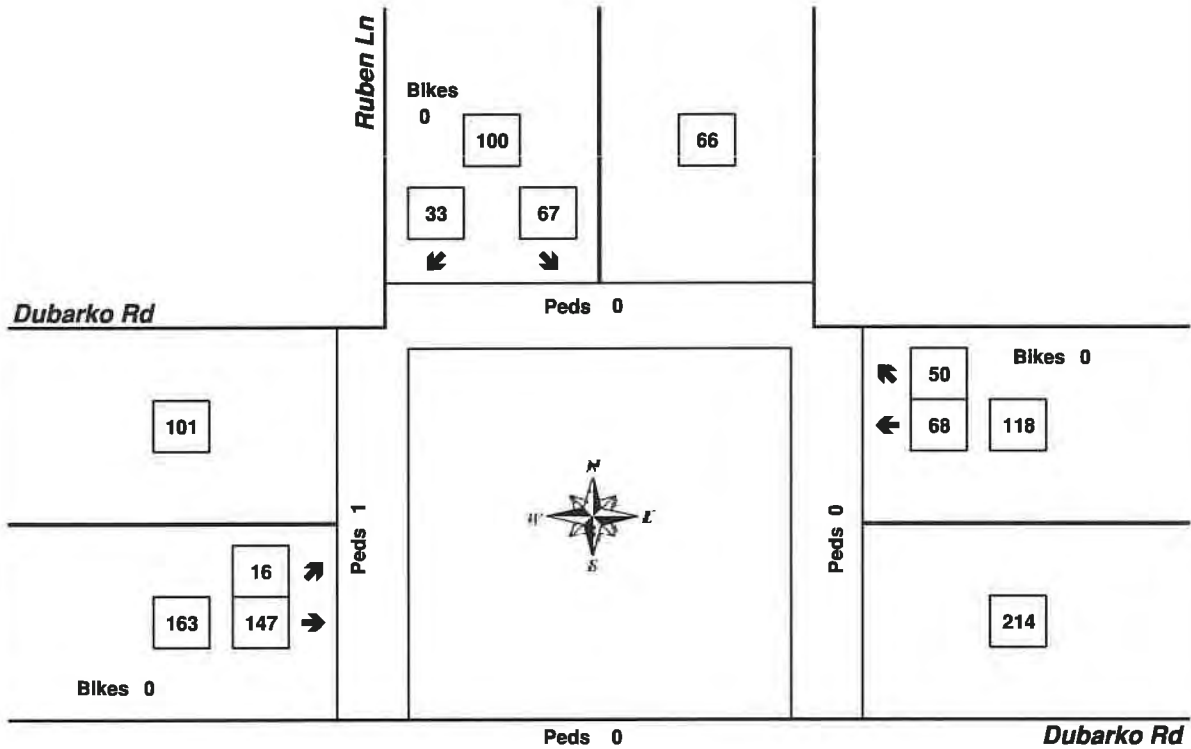 Ruben Ln
Bikes
0
100
66
33
67
Peds 0
Dubarko Rd
Bikes 0
50
101
68
118
N
W
E
S
Peds 1
Peds 0
16
163
147
214
Bikes 0
Peds 0
Dubarko Rd